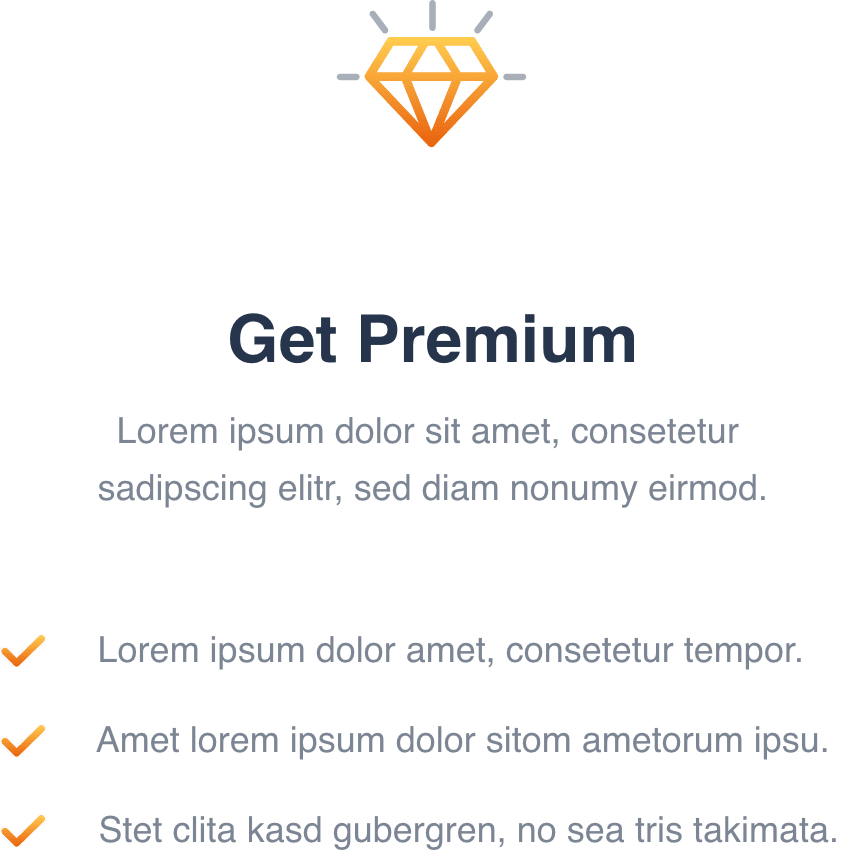 Get Premium
Lorem ipsum dolor sit amet, consetetur
sadipscing elitr, sed diam nonumy eirmod.
Lorem ipsum dolor amet, consetetur tempor.
Amet lorem ipsum dolor sitom ametorum ipsu.
Stet clita kasd gubergren, no sea tris takimata.